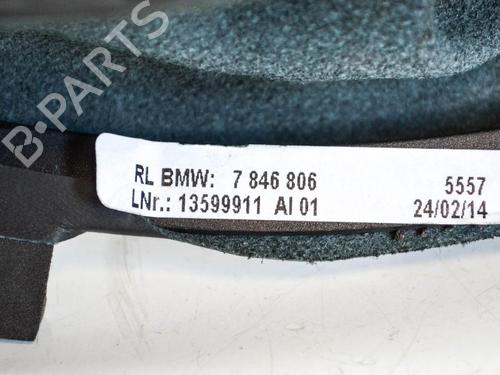 B-PARTS
RL BMW: 7 846 806 5557
LNr.: 13599911 AI 01 24/02/14